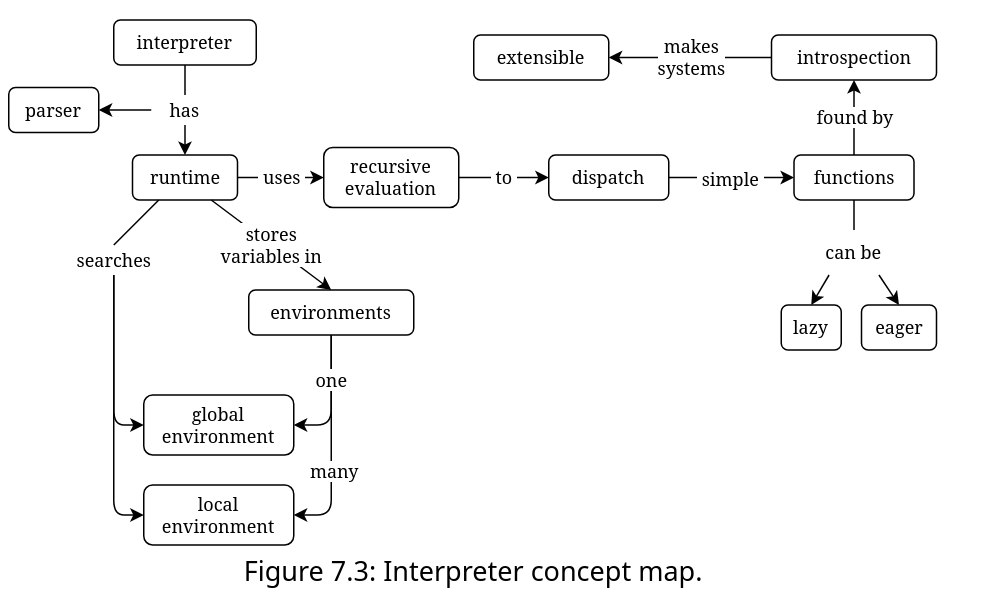 interpreter
makes
systems
extensible
introspection
parser
has
found by
runtime
uses
recursive
evaluation
to
dispatch
simple
functions
stores
variables in
searches
can be
environments
lazy
eager
one
global
environment
many
local
environment
Figure 7.3: Interpreter concept map.